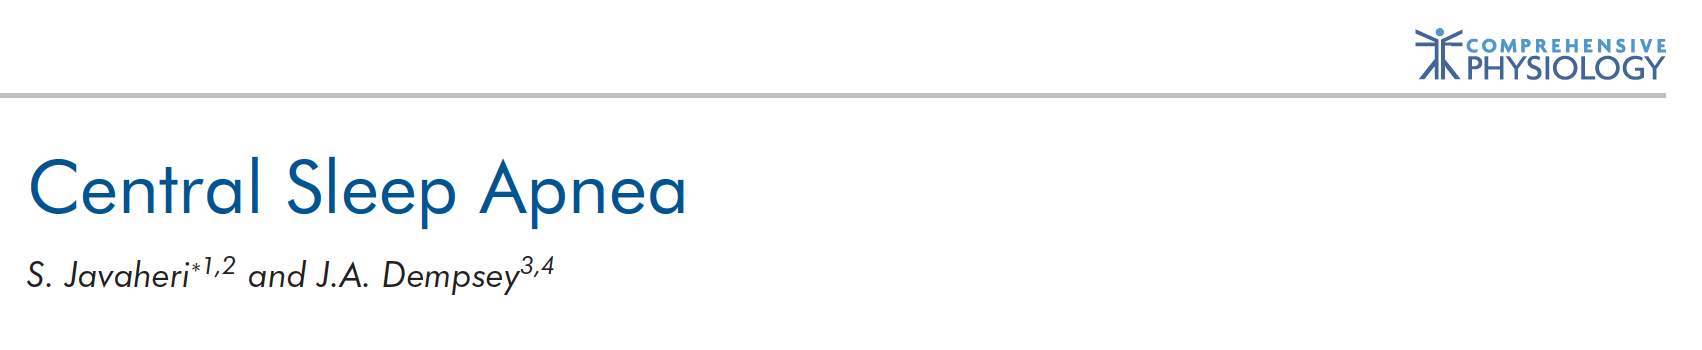 COMPREHENSIVE
PHYSIOLOGY
Central Sleep Apnea
S. Javaheri*1,2 and J.A. Dempsey3,4